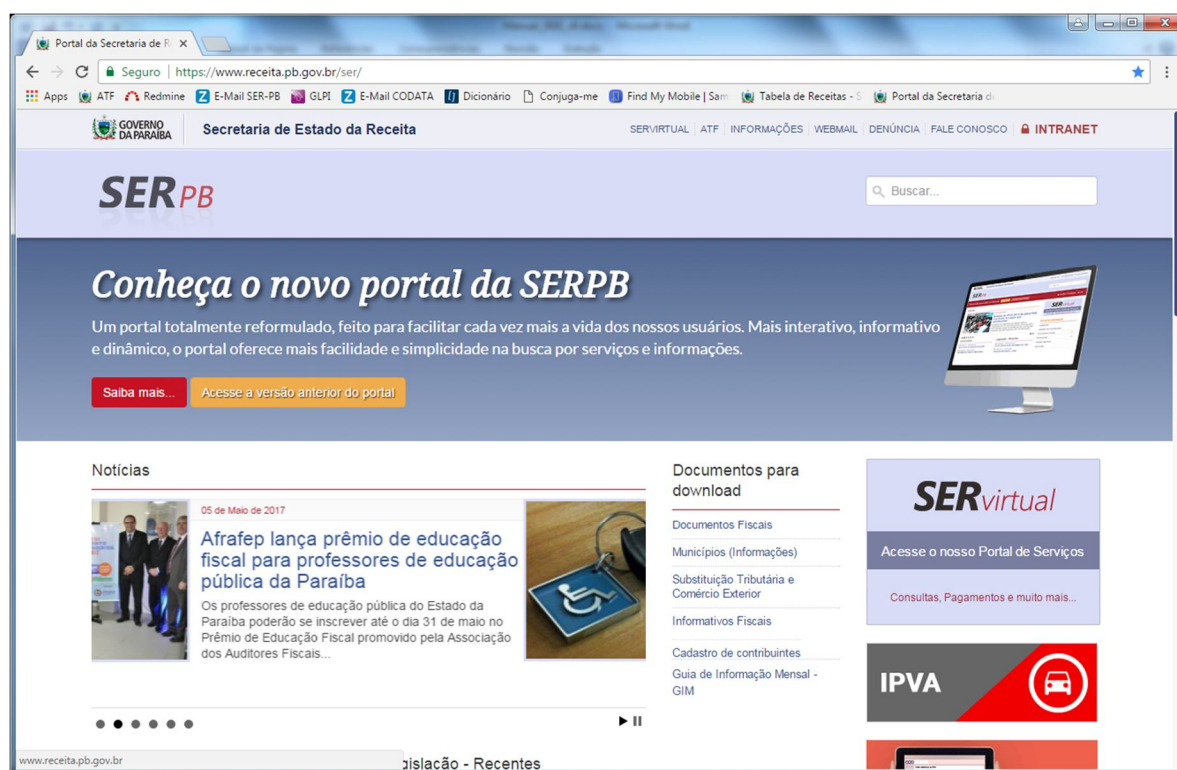 Portal da Secretaria de R
Seguro | https://www.receita.pb.gov.br/ser/
Apps ATF Redmine E-Mail SER-PB GLPI E-Mail CODATA Dicionário Conjuga-me Find My Mobile | Sam Tabela de Receitas - S Portal da Secretaria d
GOVERNO
DA PARAÍBA
Secretaria de Estado da Receita
SERVIRTUAL ATF INFORMAÇÕES WEBMAIL DENÚNCIA FALE CONOSCO INTRANET
SERPB
Buscar...
Conheça o novo portal da SERPB
Um portal totalmente reformulado, feito para facilitar cada vez mais a vida dos nossos usuários. Mais interativo, informativo
e dinâmico, o portal oferece mais facilidade e simplicidade na busca por serviços e informações.
Saiba mais...
Acesse a versão anterior do portal
Notícias
05 de Maio de 2017
Afrafep lança prêmio de educação
fiscal para professores de educação
pública da Paraíba
Os professores de educação pública do Estado da
Paraíba poderão se inscrever até o dia 31 de maio no
Prêmio de Educação Fiscal promovido pela Associação
dos Auditores Fiscais...
Documentos para
download
Documentos Fiscais
Municípios (Informações)
Substituição Tributária e
Comércio Exterior
Informativos Fiscais
Cadastro de contribuintes
Guia de Informação Mensal -
GIM
SERvirtual
Acesse o nosso Portal de Serviços
Consultas, Pagamentos e muito mais...
IPVA
www.receita.pb.gov.br
gislação - Recentes